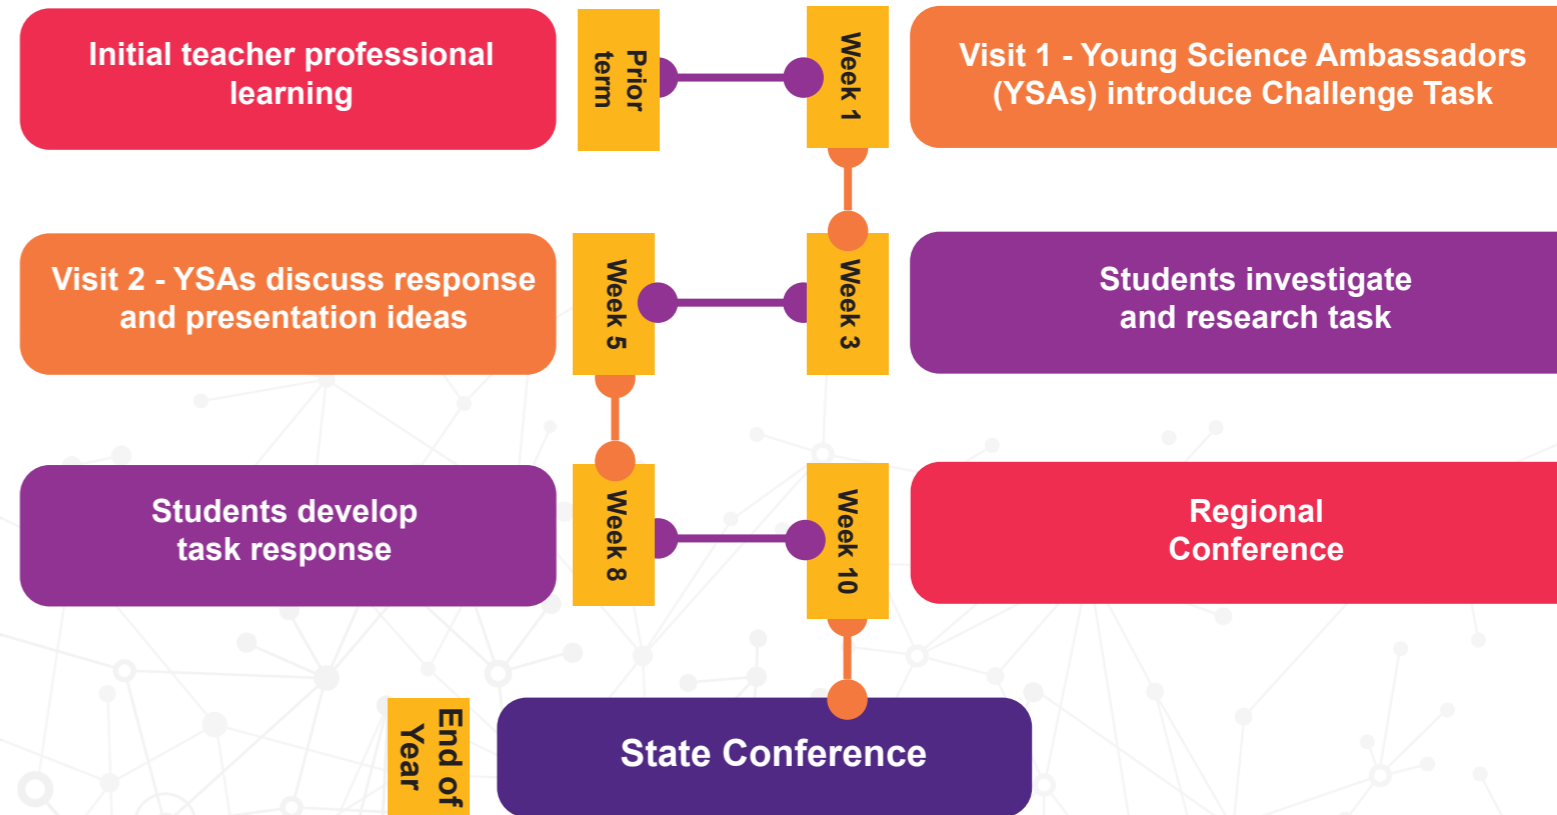 Initial teacher professional
learning
Prior
term
Week 1
Visit 1 - Young Science Ambassadors
(YSAs) introduce Challenge Task
Visit 2 - YSAs discuss response
and presentation ideas
Week 5
Week 3
Students investigate
and research task
Students develop
task response
Week 8
Week 10
Regional
Conference
End of
Year
State Conference